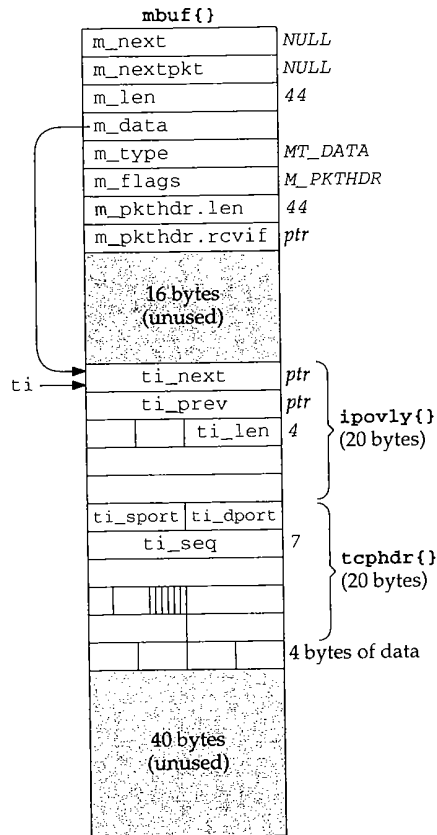 mbuf{}
m_next NULL
m_nextpkt NULL
m_len 44
m_data
m_type MT_DATA
m_flags M_PKTHDR
m_pkthdr.len 44
m_pkthdr.rcvif ptr
16 bytes
(unused)
ti
ti_next ptr
ti_prev ptr
ti_len 4
ipovly{}
(20 bytes)
ti_sport ti_dport
ti_seq 7
tcphdr{}
(20 bytes)
4 bytes of data
40 bytes
(unused)